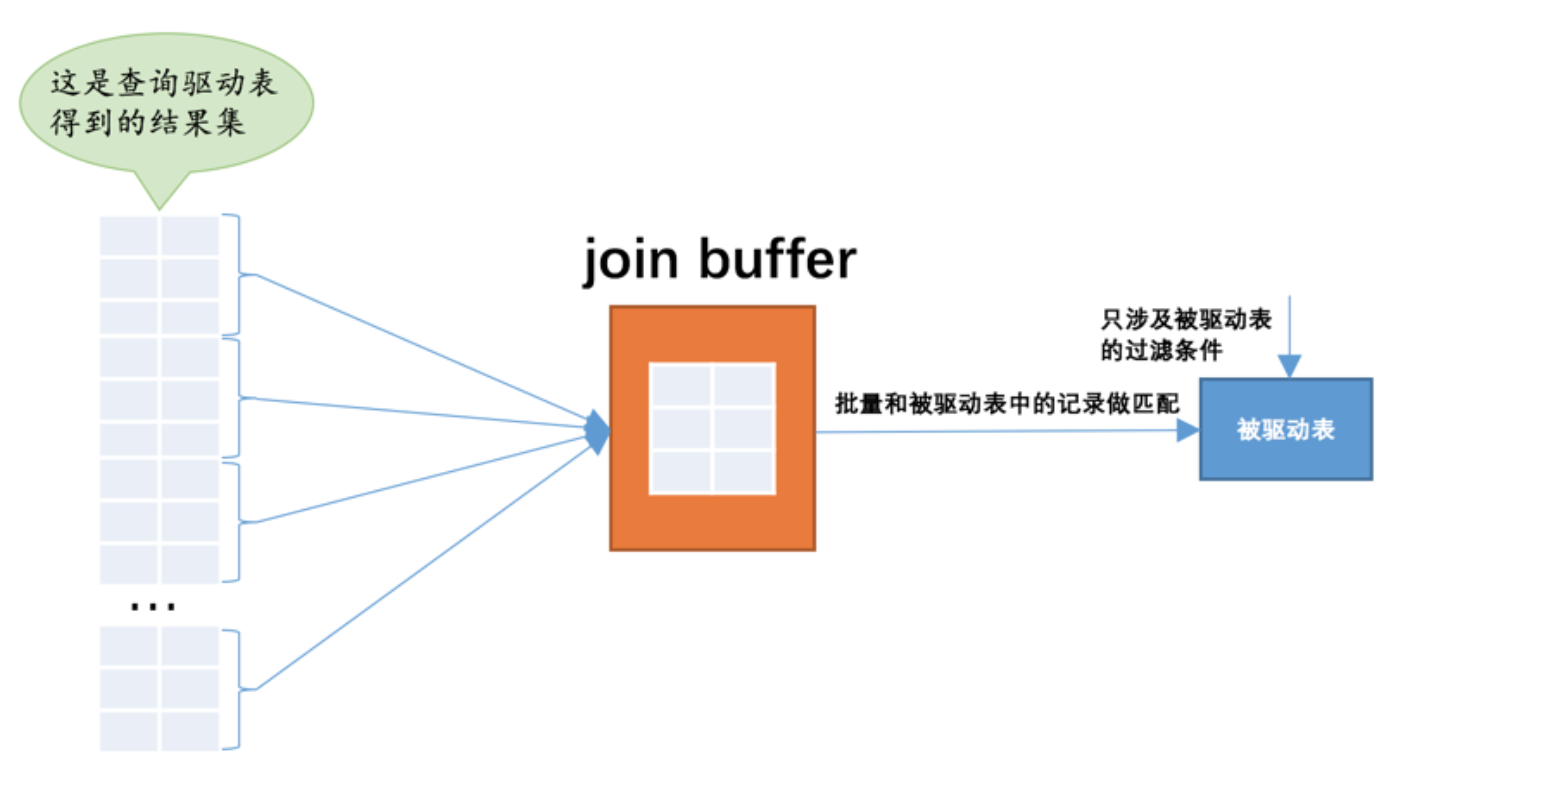 这是查询驱动表
得到的结果集
...
join buffer
只涉及被驱动表
的过滤条件
批量和被驱动表中的记录做匹配
被驱动表